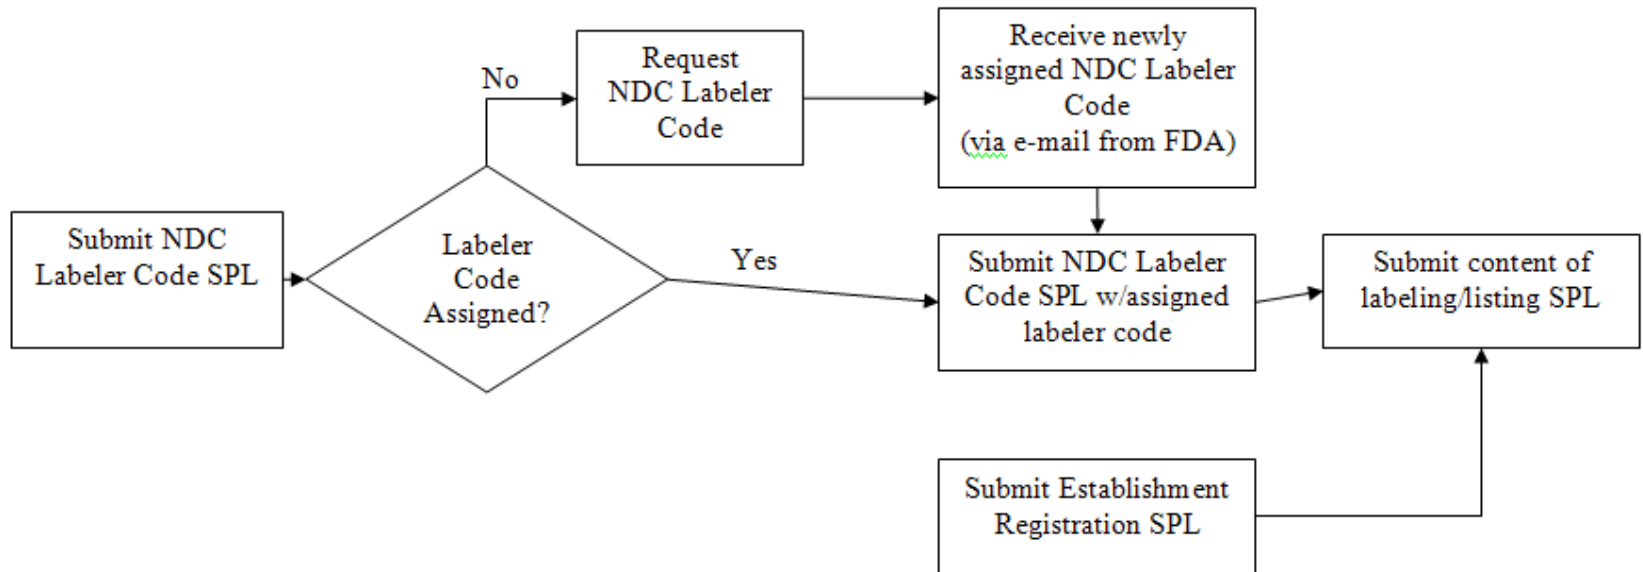 No
Request
NDC Labeler
Code
Receive newly
assigned NDC Labeler
Code
(via e-mail from FDA)
Submit NDC
Labeler Code SPL
Labeler
Code
Assigned?
Yes
Submit NDC Labeler
Code SPL w/assigned
labeler code
Submit content of
labeling/listing SPL
Submit Establishment
Registration SPL